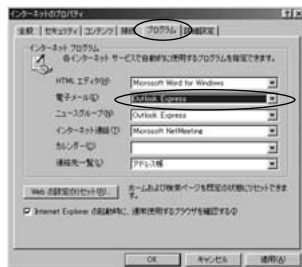 インターネットのプロパティ
全般 セキュリティ コンテンツ 接続 プログラム 詳細設定
インターネット プログラム
各インターネット サービスで自動的に使用するプログラムを指定できます。
HTML エディタ(H): Microsoft Word for Windows
電子メール(E): Outlook Express
ニュースグループ(N): Outlook Express
インターネット通話(T): Microsoft NetMeeting
カレンダー(C):
連絡先一覧(L): アドレス帳
Web の設定のリセット(R)... ホームおよび検索ページを既定の状態にリセットできます。
Internet Explorer の起動時に、通常使用するブラウザを確認する(I)
OK キャンセル 適用(A)